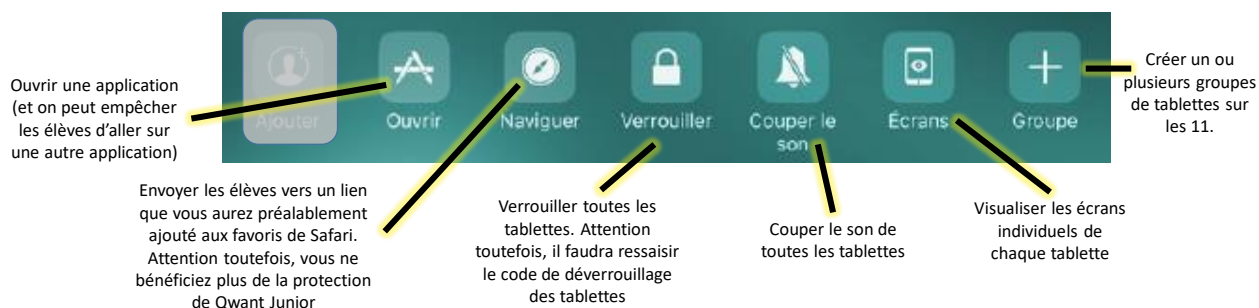 Ouvrir une application
(et on peut empêcher
les élèves d'aller sur
une autre application)
Ajouter
Ouvrir
Naviguer
Verrouiller
Couper le
son
Écrans
Groupe
Créer un ou
plusieurs groupes
de tablettes sur
les 11.
Envoyer les élèves vers un lien
que vous aurez préalablement
ajouté aux favoris de Safari.
Attention toutefois, vous ne
bénéficiez plus de la protection
de Qwant Junior
Verrouiller toutes les
tablettes. Attention
toutefois, il faudra ressaisir
le code de déverrouillage
des tablettes
Couper le son de
toutes les tablettes
Visualiser les écrans
individuels de
chaque tablette